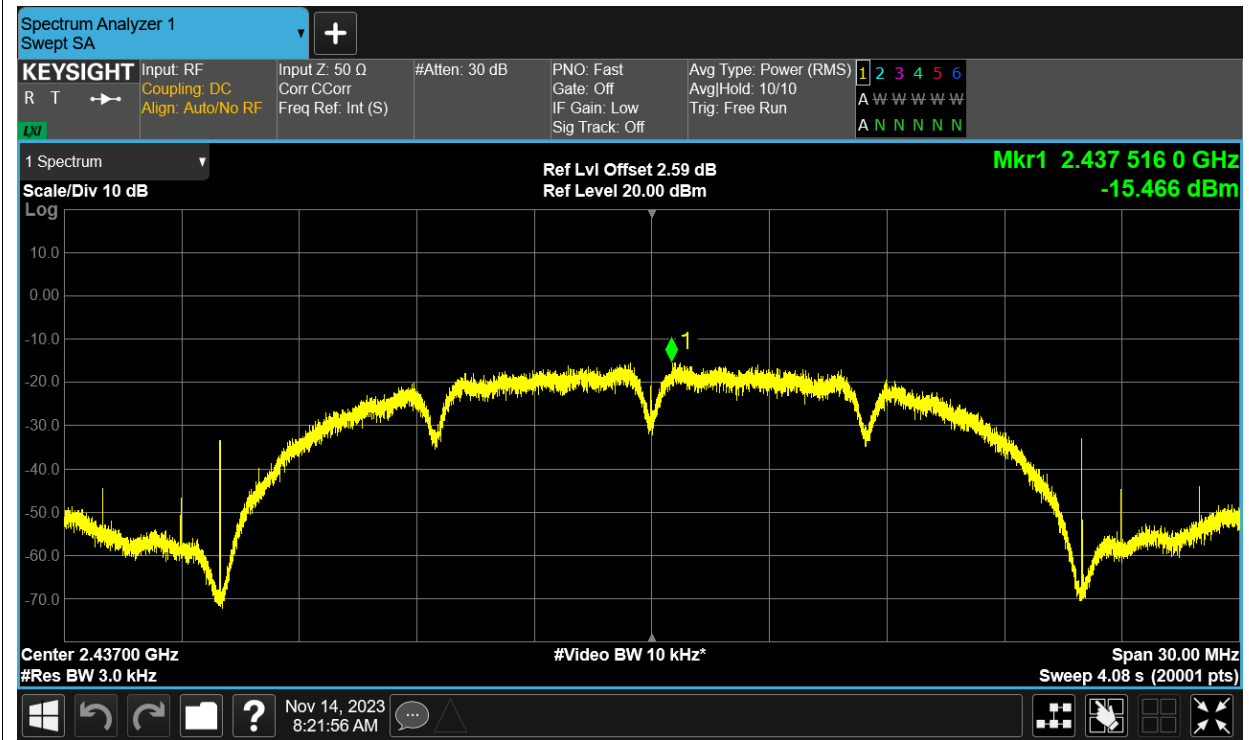 Spectrum Analyzer 1
Swept SA
KEYSIGHT
R T
LXI
Input: RF
Coupling: DC
Align: Auto/No RF
Input Z: 50 Ω
Corr CCorr
Freq Ref: Int (S)
#Atten: 30 dB
PNO: Fast
Gate: Off
IF Gain: Low
Sig Track: Off
Avg Type: Power (RMS)
Avg|Hold: 10/10
Trig: Free Run
1 2 3 4 5 6
A W W W W W
A N N N N N
1 Spectrum
Scale/Div 10 dB
Log
Ref Lvl Offset 2.59 dB
Ref Level 20.00 dBm
Mkr1 2.437 516 0 GHz
-15.466 dBm
10.0
0.00
-10.0
-20.0
-30.0
-40.0
-50.0
-60.0
-70.0
1
Center 2.43700 GHz
#Res BW 3.0 kHz
#Video BW 10 kHz*
Span 30.00 MHz
Sweep 4.08 s (20001 pts)
?
Nov 14, 2023
8:21:56 AM